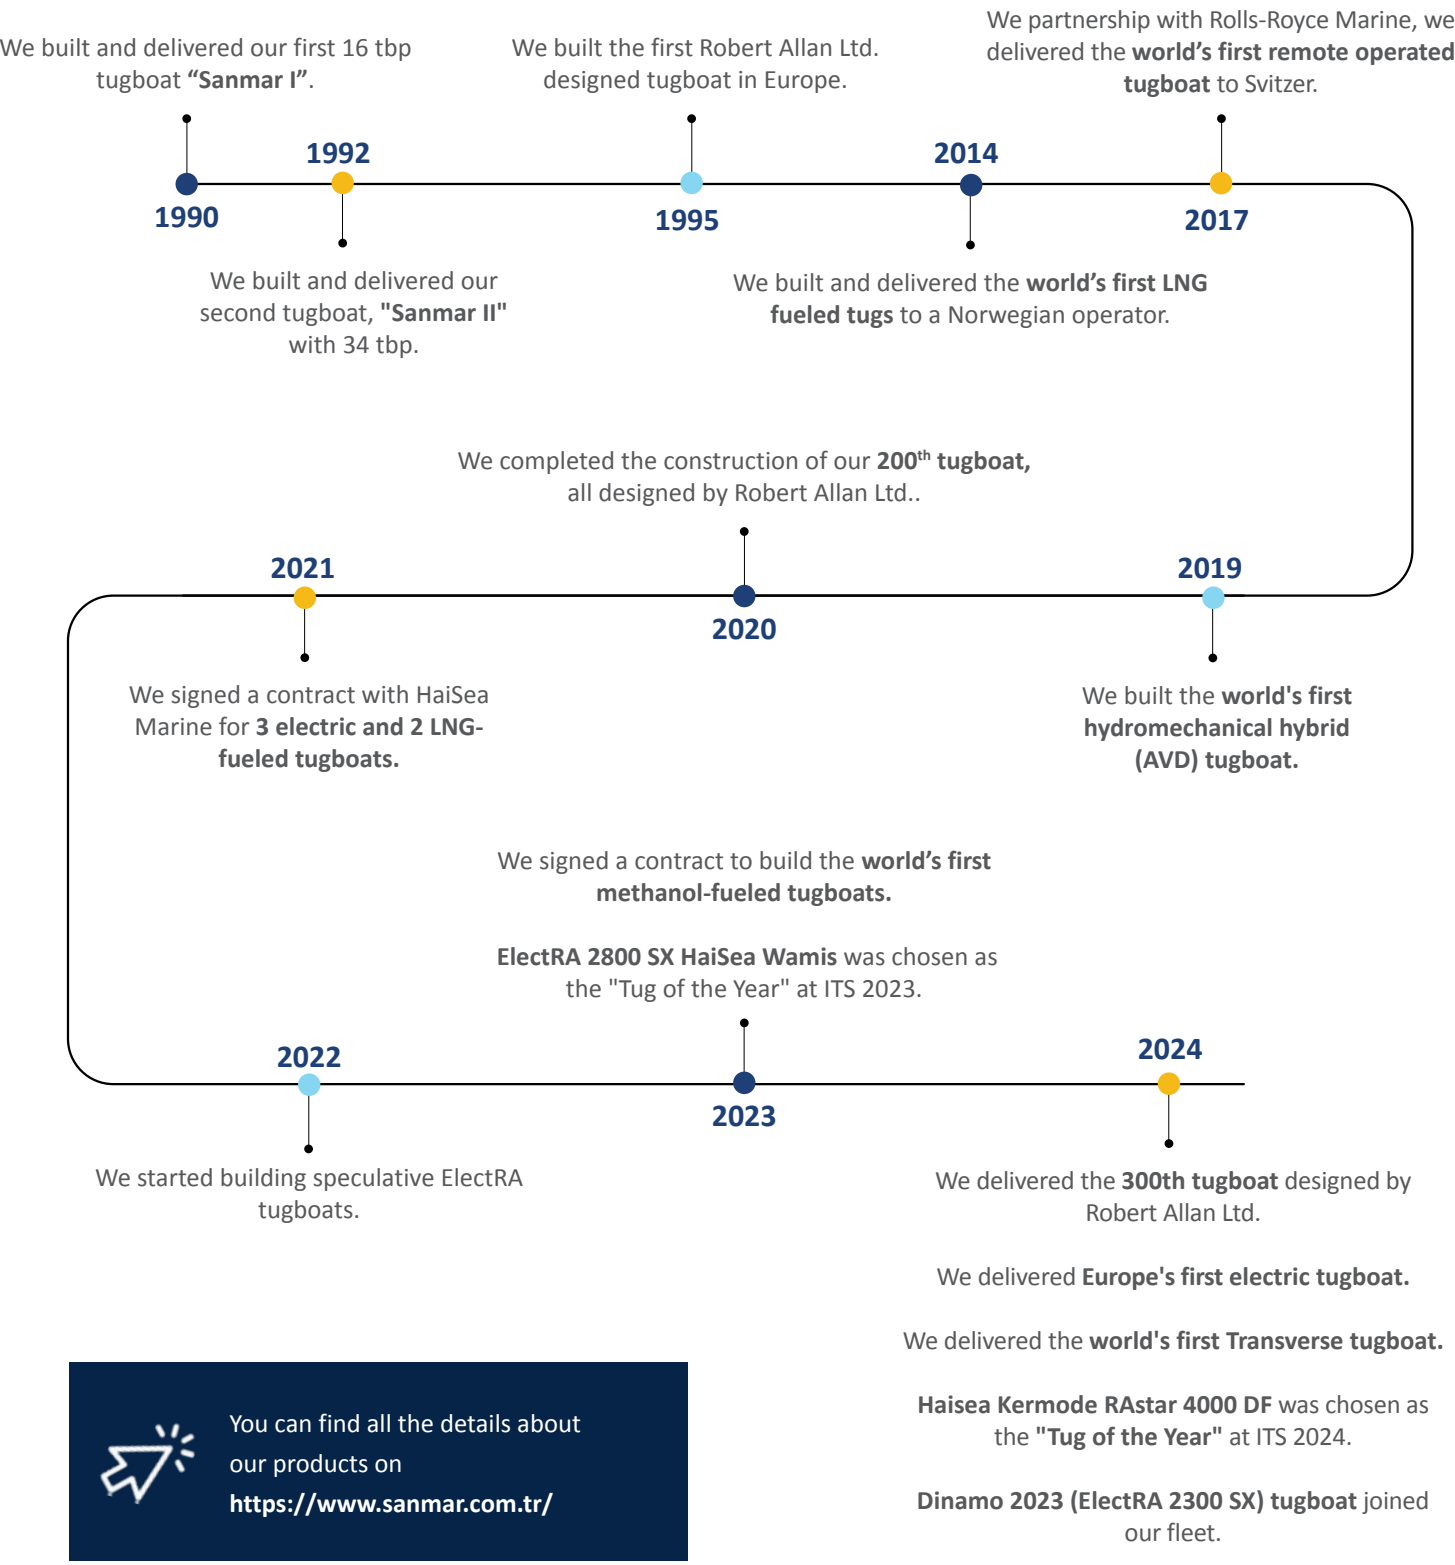 We built and delivered our first 16 tbp
tugboat “Sanmar I”.
We built the first Robert Allan Ltd.
designed tugboat in Europe.
We partnership with Rolls-Royce Marine, we
delivered the world’s first remote operated
tugboat to Svitzer.
1992
2014
1990
1995
2017
We built and delivered our
second tugboat, "Sanmar II"
with 34 tbp.
We built and delivered the world’s first LNG
fueled tugs to a Norwegian operator.
We completed the construction of our 200th tugboat,
all designed by Robert Allan Ltd..
2021
2019
2020
We signed a contract with HaiSea
Marine for 3 electric and 2 LNG-
fueled tugboats.
We built the world's first
hydromechanical hybrid
(AVD) tugboat.
We signed a contract to build the world’s first
methanol-fueled tugboats.
ElectRA 2800 SX HaiSea Wamis was chosen as
the "Tug of the Year" at ITS 2023.
2022
2024
2023
We started building speculative ElectRA
tugboats.
We delivered the 300th tugboat designed by
Robert Allan Ltd.
We delivered Europe's first electric tugboat.
We delivered the world's first Transverse tugboat.
Haisea Kermode RAstar 4000 DF was chosen as
the "Tug of the Year" at ITS 2024.
Dinamo 2023 (ElectRA 2300 SX) tugboat joined
our fleet.
You can find all the details about
our products on
https://www.sanmar.com.tr/